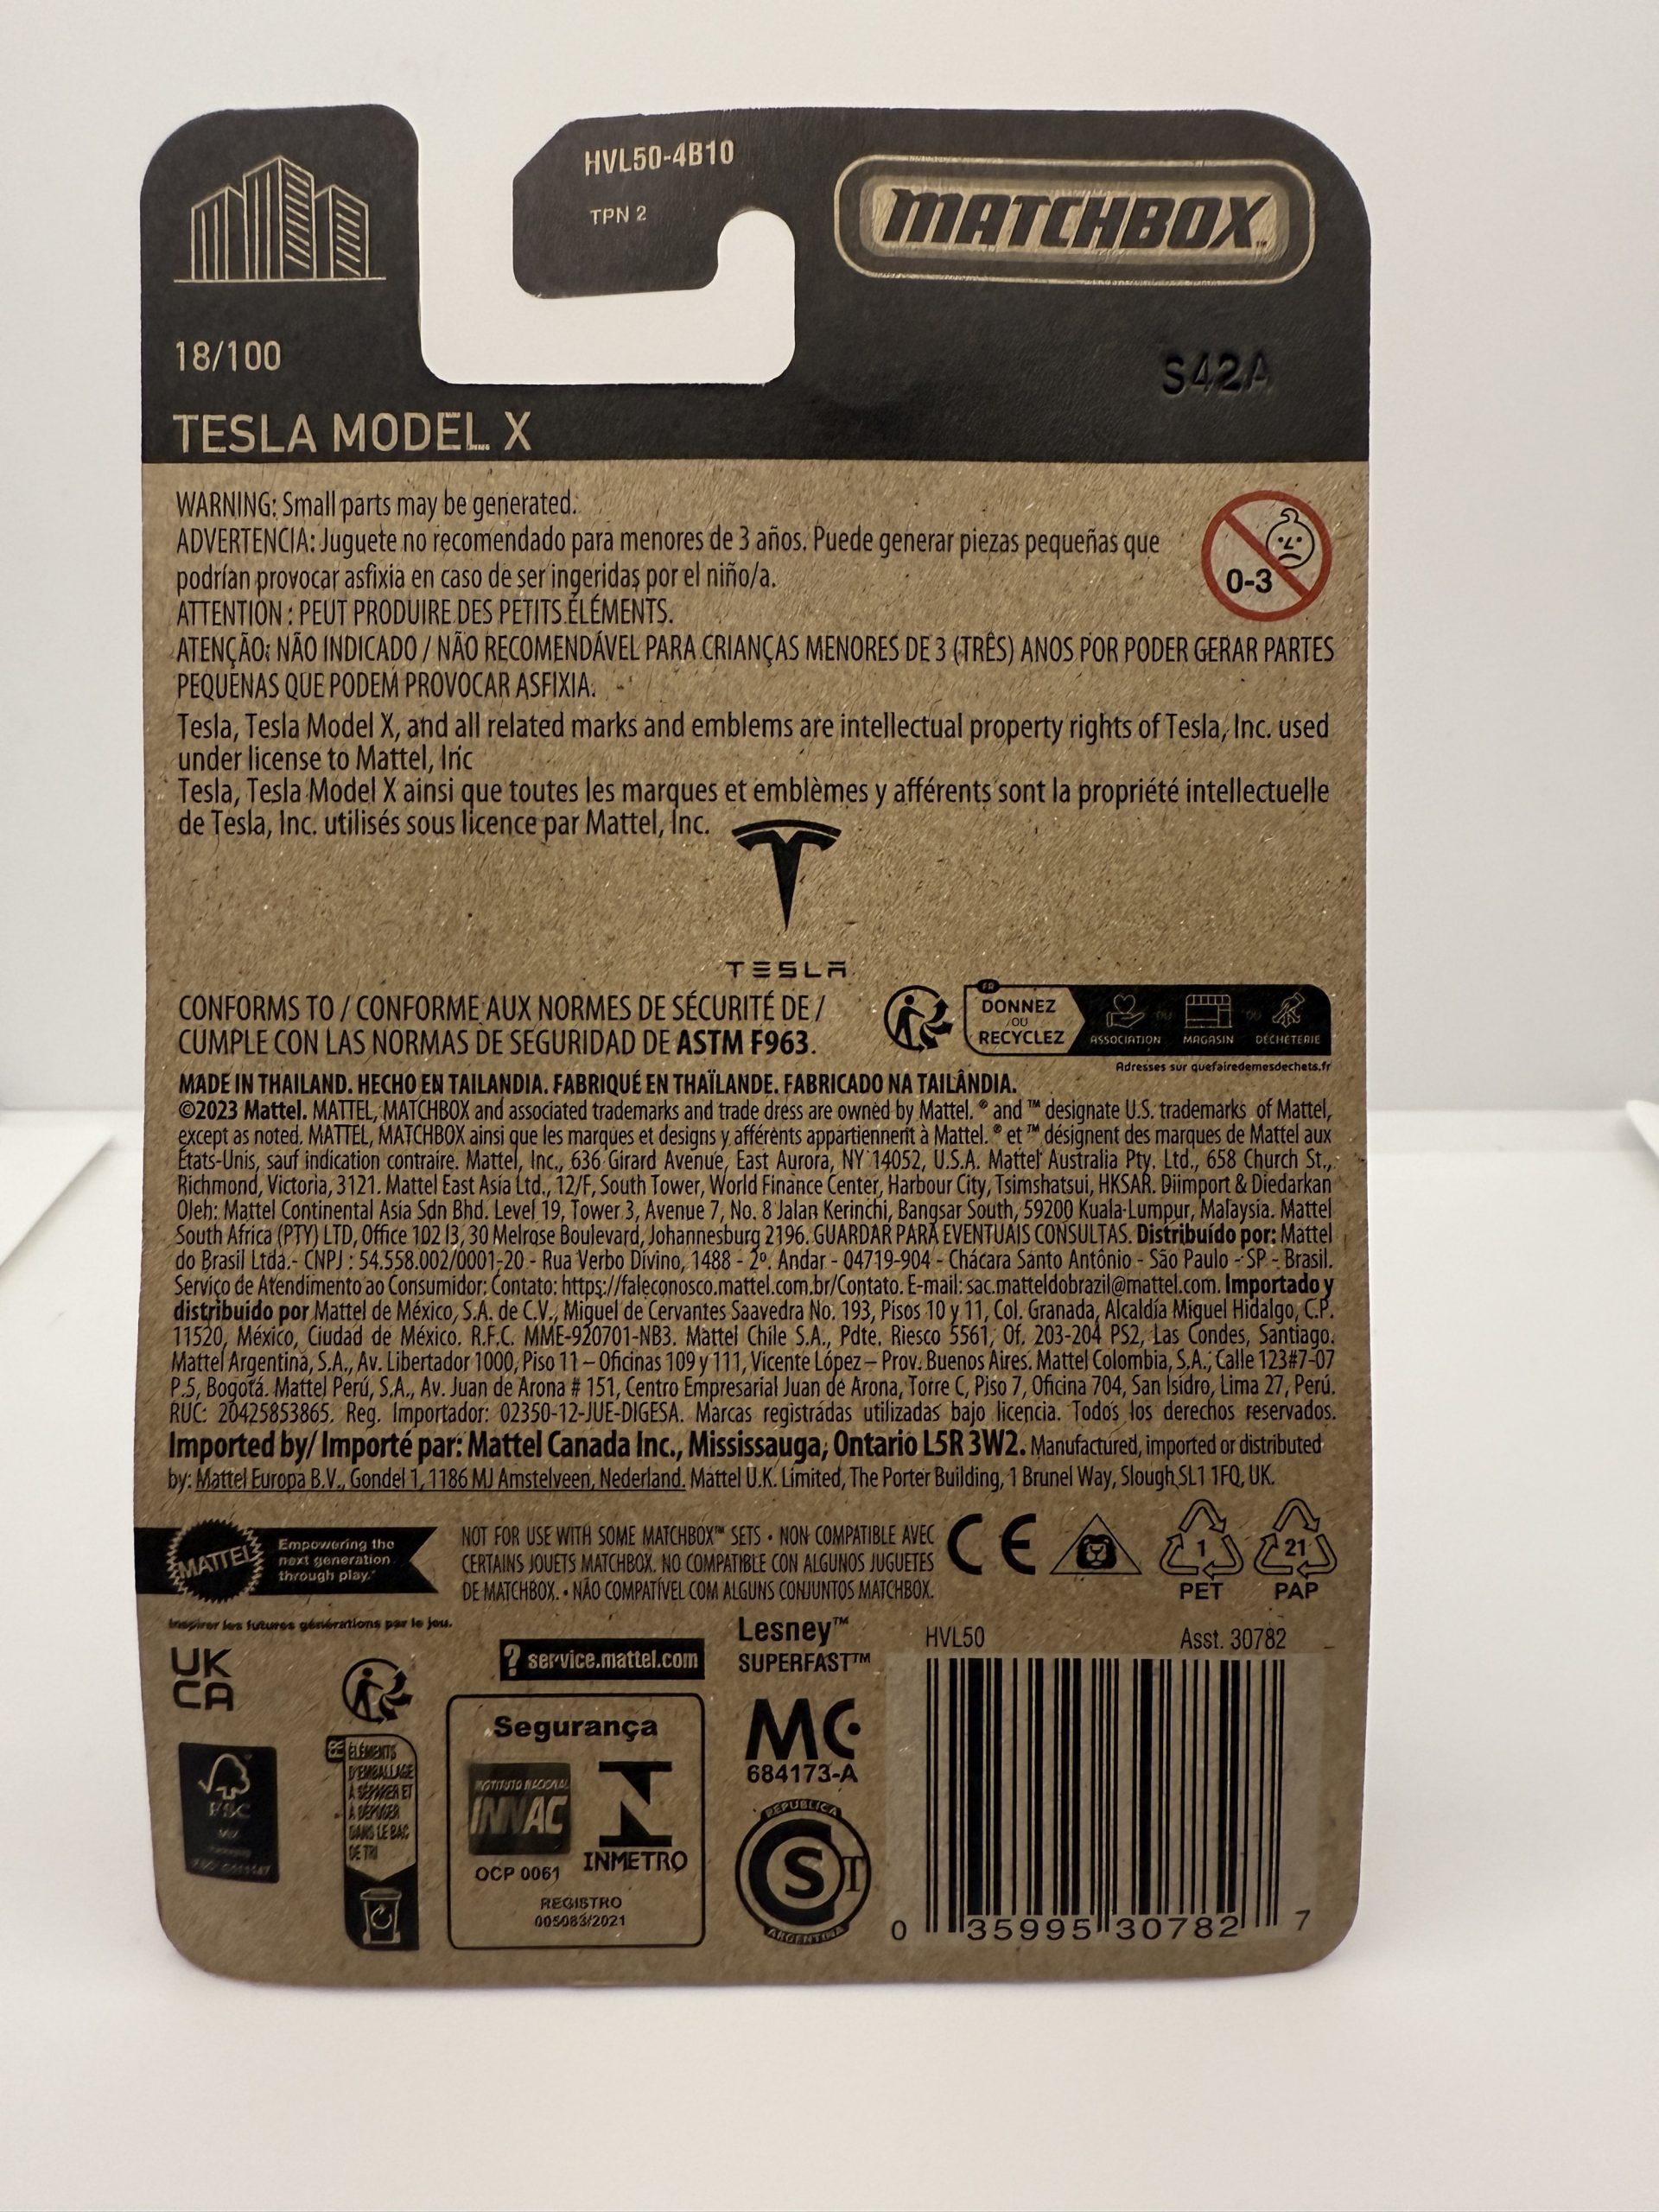 HVL50-4B10
TPN 2
MATCHBOX™
18/100
S42A
TESLA MODEL X
WARNING: Small parts may be generated.
ADVERTENCIA: Juguete no recomendado para menores de 3 años. Puede generar piezas pequeñas que
podrían provocar asfixia en caso de ser ingeridas por el niño/a.
0-3
ATTENTION : PEUT PRODUIRE DES PETITS ÉLÉMENTS.
ATENÇÃO: NÃO INDICADO / NÃO RECOMENDÁVEL PARA CRIANÇAS MENORES DE 3 (TRÊS) ANOS POR PODER GERAR PARTES
PEQUENAS QUE PODEM PROVOCAR ASFIXIA.
Tesla, Tesla Model X, and all related marks and emblems are intellectual property rights of Tesla, Inc. used
under license to Mattel, Inc
Tesla, Tesla Model X ainsi que toutes les marques et emblèmes y afférents sont la propriété intellectuelle
de Tesla, Inc. utilisés sous licence par Mattel, Inc.
TESLA
CONFORMS TO / CONFORME AUX NORMES DE SÉCURITÉ DE /
CUMPLE CON LAS NORMAS DE SEGURIDAD DE ASTM F963.
FR
DONNEZ
OU
RECYCLEZ
ASSOCIATION OU MAGASIN OU DÉCHÈTERIE
Adresses sur quefairedemesdechets.fr
MADE IN THAILAND. HECHO EN TAILANDIA. FABRIQUÉ EN THAÏLANDE. FABRICADO NA TAILÂNDIA.
©2023 Mattel. MATTEL, MATCHBOX and associated trademarks and trade dress are owned by Mattel. ® and ™ designate U.S. trademarks of Mattel,
except as noted. MATTEL, MATCHBOX ainsi que les marques et designs y afférents appartiennent à Mattel. ® et ™ désignent des marques de Mattel aux
États-Unis, sauf indication contraire. Mattel, Inc., 636 Girard Avenue, East Aurora, NY 14052, U.S.A. Mattel Australia Pty. Ltd., 658 Church St.,
Richmond, Victoria, 3121. Mattel East Asia Ltd., 12/F, South Tower, World Finance Center, Harbour City, Tsimshatsui, HKSAR. Diimport & Diedarkan
Oleh: Mattel Continental Asia Sdn Bhd. Level 19, Tower 3, Avenue 7, No. 8 Jalan Kerinchi, Bangsar South, 59200 Kuala Lumpur, Malaysia. Mattel
South Africa (PTY) LTD, Office 102 I3, 30 Melrose Boulevard, Johannesburg 2196. GUARDAR PARA EVENTUAIS CONSULTAS. Distribuído por: Mattel
do Brasil Ltda.- CNPJ : 54.558.002/0001-20 - Rua Verbo Divino, 1488 - 2º. Andar - 04719-904 - Chácara Santo Antônio - São Paulo - SP - Brasil.
Serviço de Atendimento ao Consumidor: Contato: https://faleconosco.mattel.com.br/Contato. E-mail: sac.matteldobrazil@mattel.com. Importado y
distribuido por Mattel de México, S.A. de C.V., Miguel de Cervantes Saavedra No. 193, Pisos 10 y 11, Col. Granada, Alcaldía Miguel Hidalgo, C.P.
11520, México, Ciudad de México. R.F.C. MME-920701-NB3. Mattel Chile S.A., Pdte. Riesco 5561, Of. 203-204 PS2, Las Condes, Santiago.
Mattel Argentina, S.A., Av. Libertador 1000, Piso 11 – Oficinas 109 y 111, Vicente López – Prov. Buenos Aires. Mattel Colombia, S.A., Calle 123#7-07
P.5, Bogotá. Mattel Perú, S.A., Av. Juan de Arona # 151, Centro Empresarial Juan de Arona, Torre C, Piso 7, Oficina 704, San Isidro, Lima 27, Perú.
RUC: 20425853865. Reg. Importador: 02350-12-JUE-DIGESA. Marcas registradas utilizadas bajo licencia. Todos los derechos reservados.
Imported by/ Importé par: Mattel Canada Inc., Mississauga, Ontario L5R 3W2. Manufactured, imported or distributed
by: Mattel Europa B.V., Gondel 1, 1186 MJ Amstelveen, Nederland. Mattel U.K. Limited, The Porter Building, 1 Brunel Way, Slough SL1 1FQ, UK.
MATTEL
Empowering the
next generation
through play.™
Inspirer les futures générations par le jeu.
NOT FOR USE WITH SOME MATCHBOX™ SETS • NON COMPATIBLE AVEC
CERTAINS JOUETS MATCHBOX. NO COMPATIBLE CON ALGUNOS JUGUETES
DE MATCHBOX. • NÃO COMPATÍVEL COM ALGUNS CONJUNTOS MATCHBOX.
CE
1
PET
21
PAP
UK
CA
FSC
MIX
FR
ÉLÉMENTS
D'EMBALLAGE
À SÉPARER ET
À DÉPOSER
DANS LE BAC
DE TRI
? service.mattel.com
Segurança
INSTITUTO NACIONAL
INNAC
OCP 0061
INMETRO
REGISTRO
005083/2021
Lesney™
SUPERFAST™
MC
684173-A
REPUBLICA
S T
ARGENTINA
HVL50
Asst. 30782
0 35995 30782 7